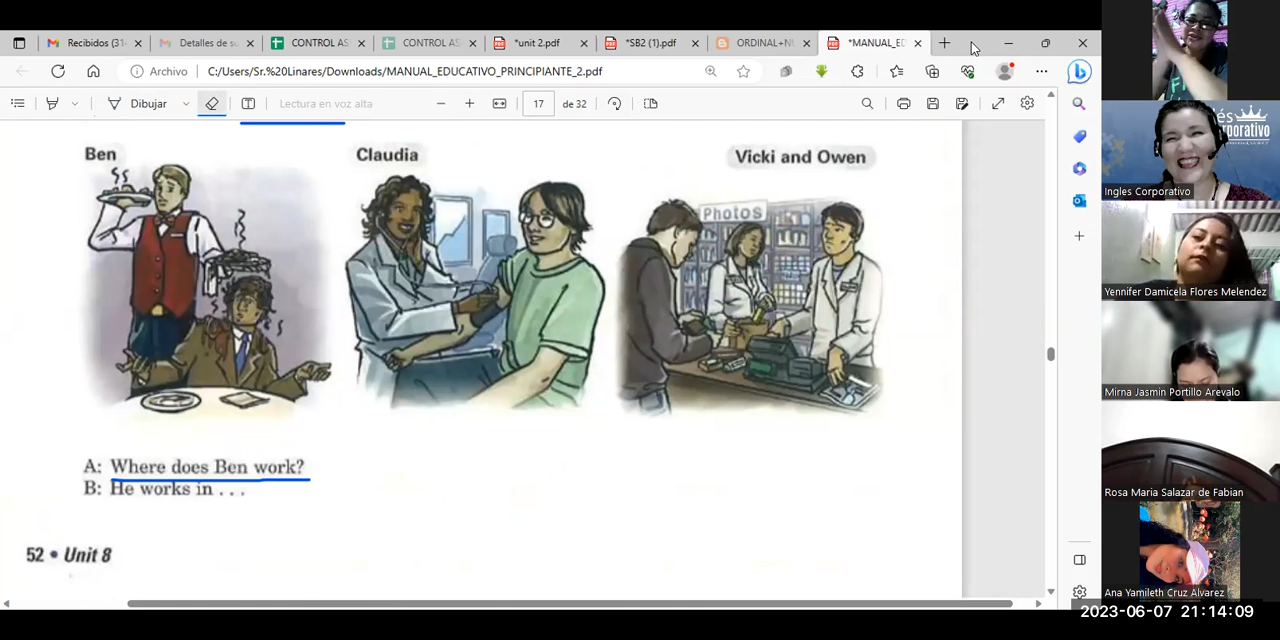 Recibidos (31-
Detalles de su
CONTROL AS
CONTROL AS
*unit 2.pdf
*SB2 (1).pdf
ORDINAL+N
*MANUAL_ED
Archivo
C:/Users/Sr.%20Linares/Downloads/MANUAL_EDUCATIVO_PRINCIPIANTE_2.pdf
Dibujar
Lectura en voz alta
17
de 32
Ben
Claudia
Vicki and Owen
Photos
A: Where does Ben work?
B: He works in . . .
52 • Unit 8
és
orporativo
Ingles Corporativo
Yennifer Damicela Flores Melendez
Mirna Jasmin Portillo Arevalo
Rosa Maria Salazar de Fabian
Ana Yamileth Cruz Alvarez
2023-06-07 21:14:09